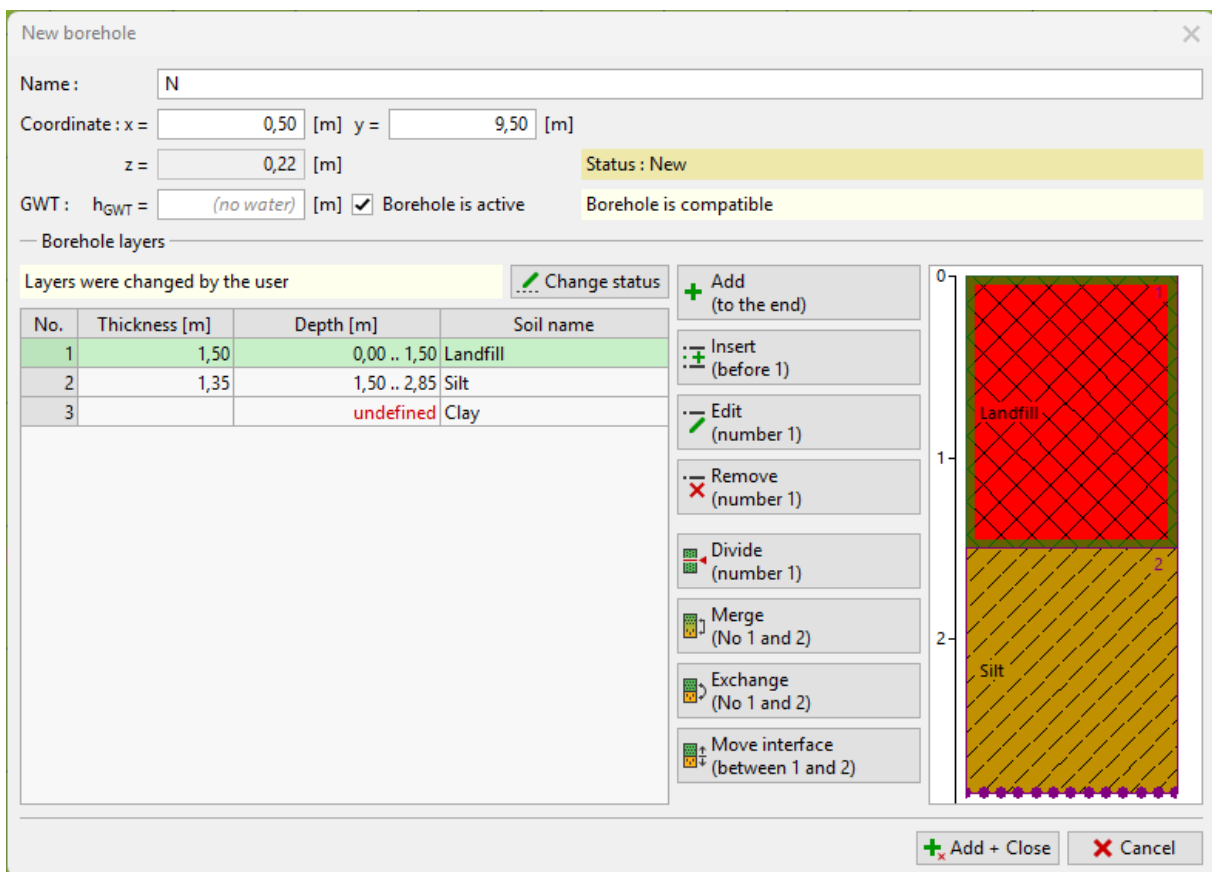 New borehole
Name : N
Coordinate : x = 0,50 [m] y = 9,50 [m]
z = 0,22 [m] Status : New
GWT : hGWT = (no water) [m] Borehole is active Borehole is compatible
Borehole layers
Layers were changed by the user Change status
No. Thickness [m] Depth [m] Soil name
1 1,50 0,00 .. 1,50 Landfill
2 1,35 1,50 .. 2,85 Silt
3 undefined Clay
Add
(to the end)
Insert
(before 1)
Edit
(number 1)
Remove
(number 1)
Divide
(number 1)
Merge
(No 1 and 2)
Exchange
(No 1 and 2)
Move interface
(between 1 and 2)
0
1
Landfill
1
2
2
Silt
Add + Close Cancel